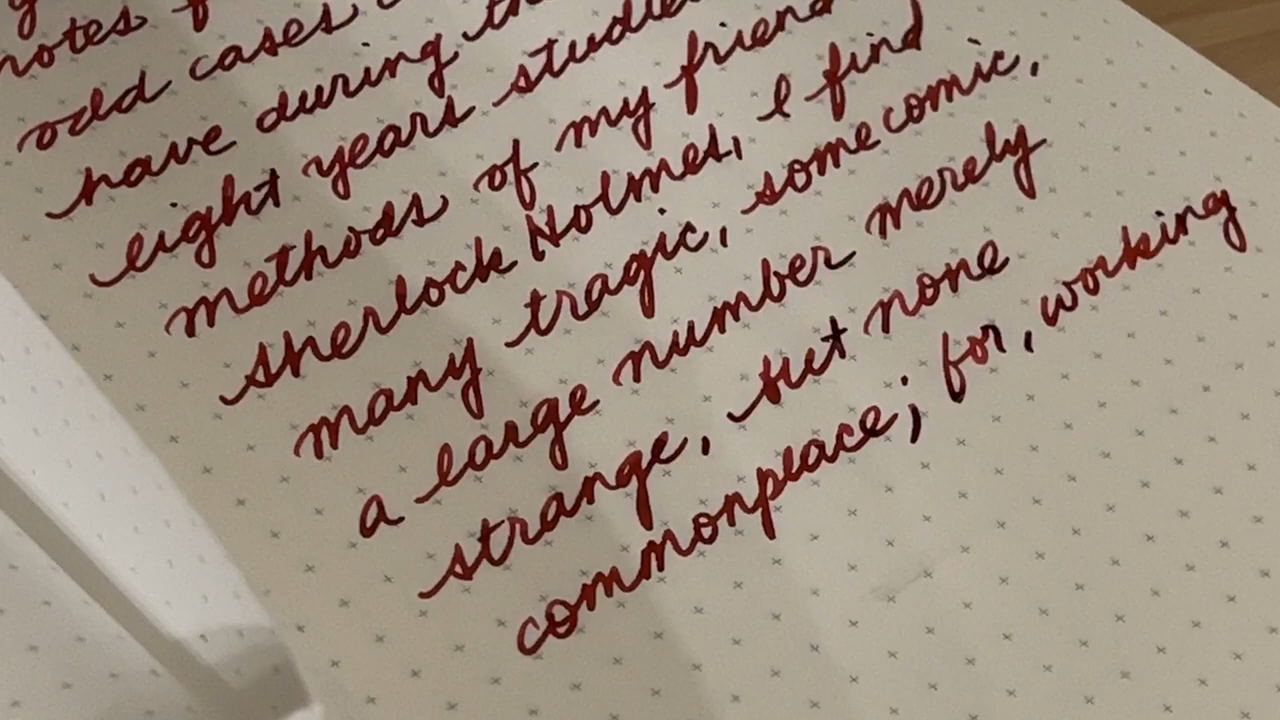 notes
odd cases
have during
eight years studied
methods of my friend
Sherlock Holmes, I find
many tragic, some comic,
a large number merely
strange, but none
commonplace; for, working